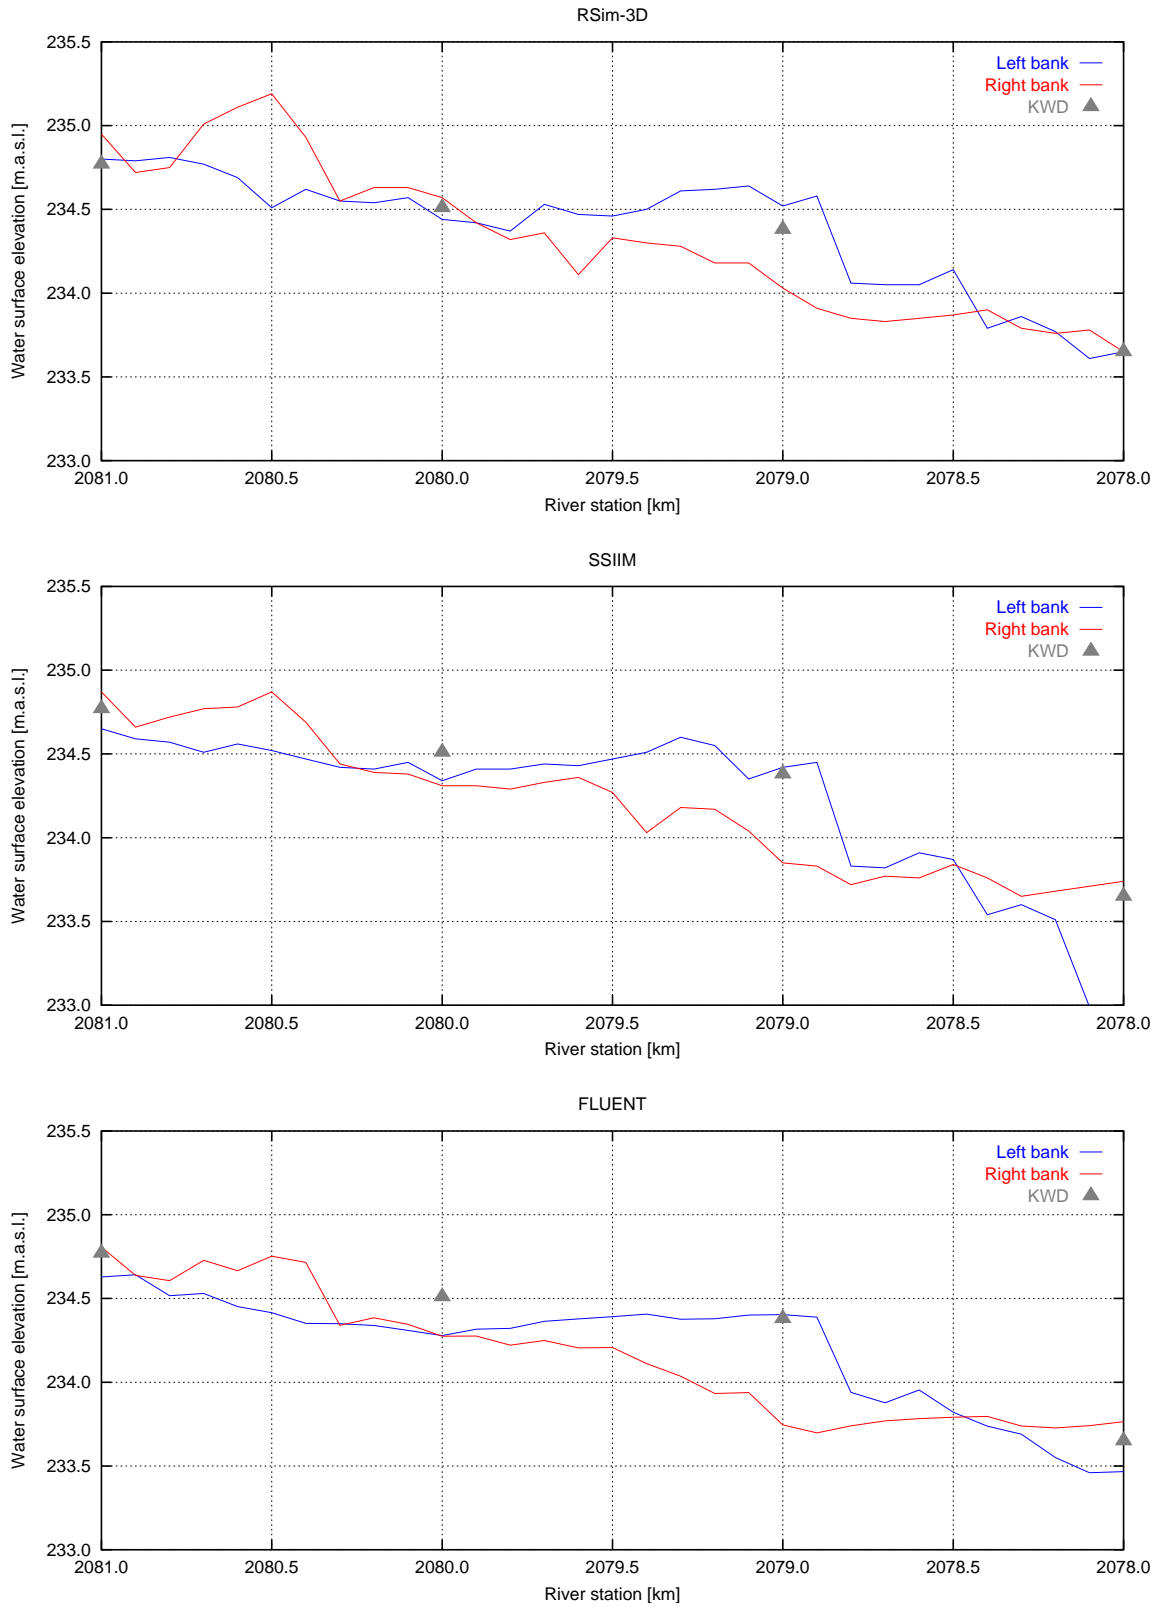 RSim-3D
235.5
235.0
234.5
234.0
233.5
233.0
Water surface elevation [m.a.s.l.]
Left bank
Right bank
KWD
2081.0 2080.5 2080.0 2079.5 2079.0 2078.5 2078.0
River station [km]
SSIIM
235.5
235.0
234.5
234.0
233.5
233.0
Water surface elevation [m.a.s.l.]
Left bank
Right bank
KWD
2081.0 2080.5 2080.0 2079.5 2079.0 2078.5 2078.0
River station [km]
FLUENT
235.5
235.0
234.5
234.0
233.5
233.0
Water surface elevation [m.a.s.l.]
Left bank
Right bank
KWD
2081.0 2080.5 2080.0 2079.5 2079.0 2078.5 2078.0
River station [km]